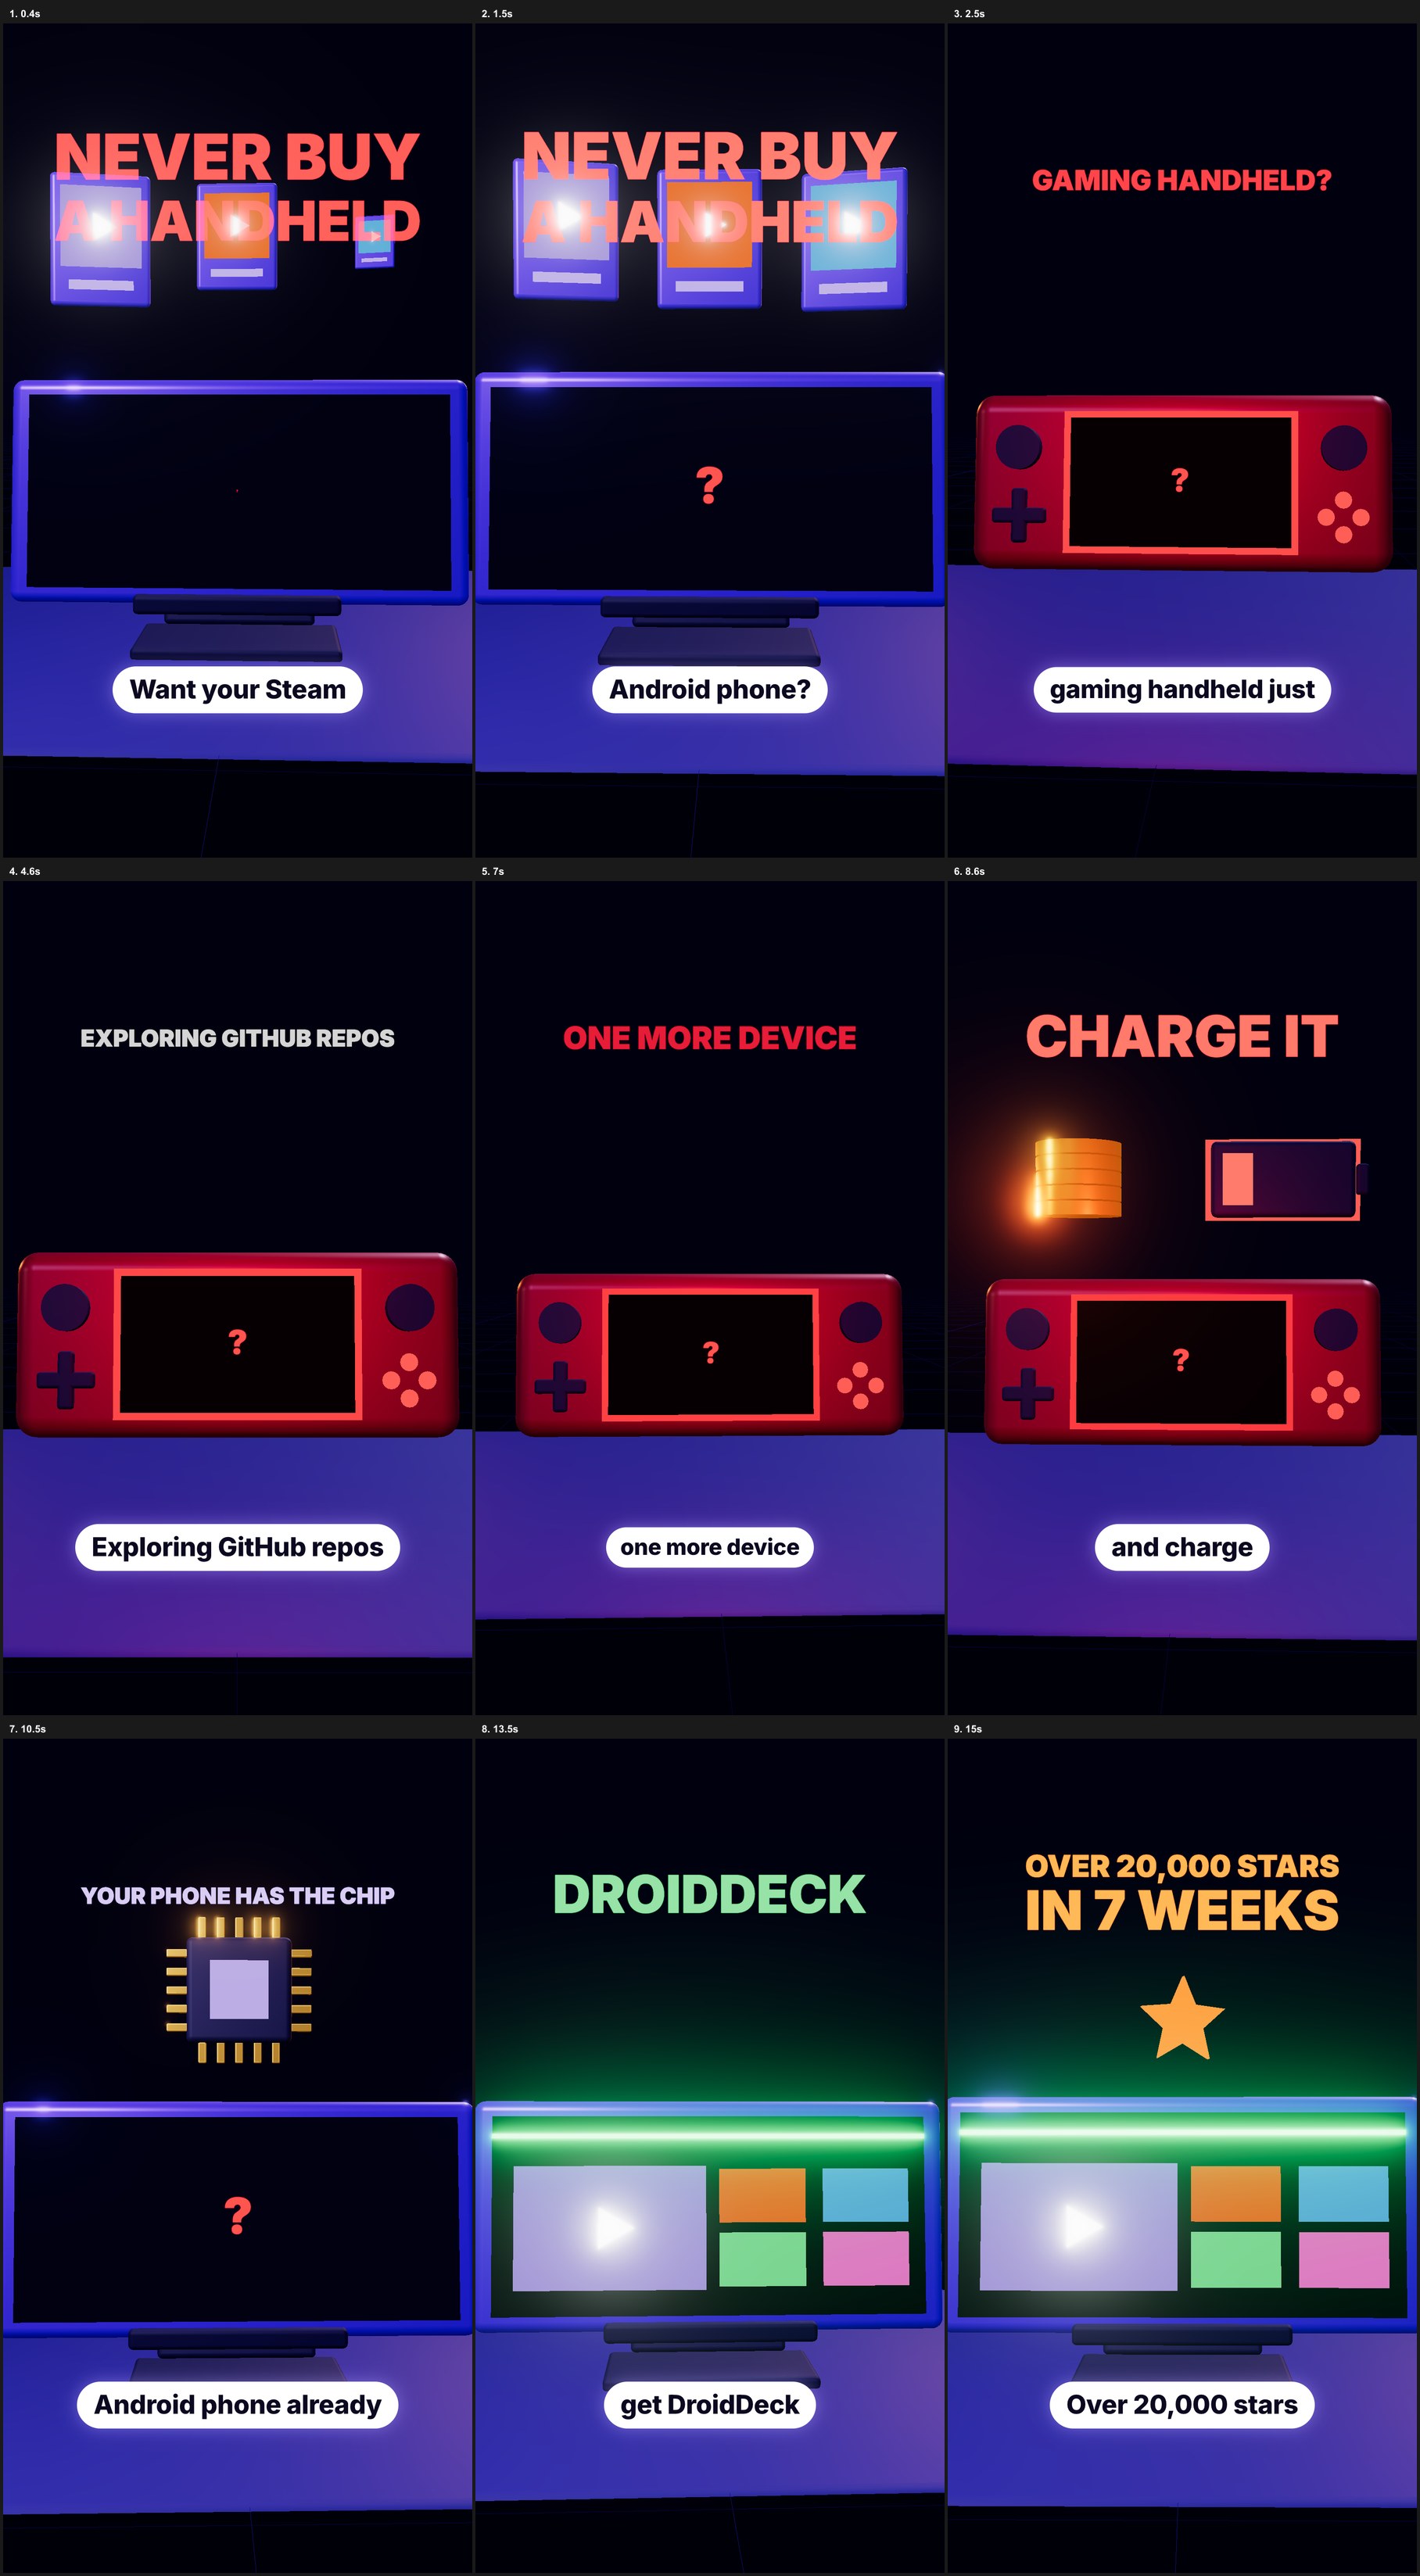 1. 0.4s
NEVER BUY
A HANDHELD
Want your Steam
2. 1.5s
NEVER BUY
A HANDHELD
?
Android phone?
3. 2.5s
GAMING HANDHELD?
?
gaming handheld just
4. 4.6s
EXPLORING GITHUB REPOS
?
Exploring GitHub repos
5. 7s
ONE MORE DEVICE
?
one more device
6. 8.6s
CHARGE IT
?
and charge
7. 10.5s
YOUR PHONE HAS THE CHIP
?
Android phone already
8. 13.5s
DROIDDECK
get DroidDeck
9. 15s
OVER 20,000 STARS
IN 7 WEEKS
Over 20,000 stars